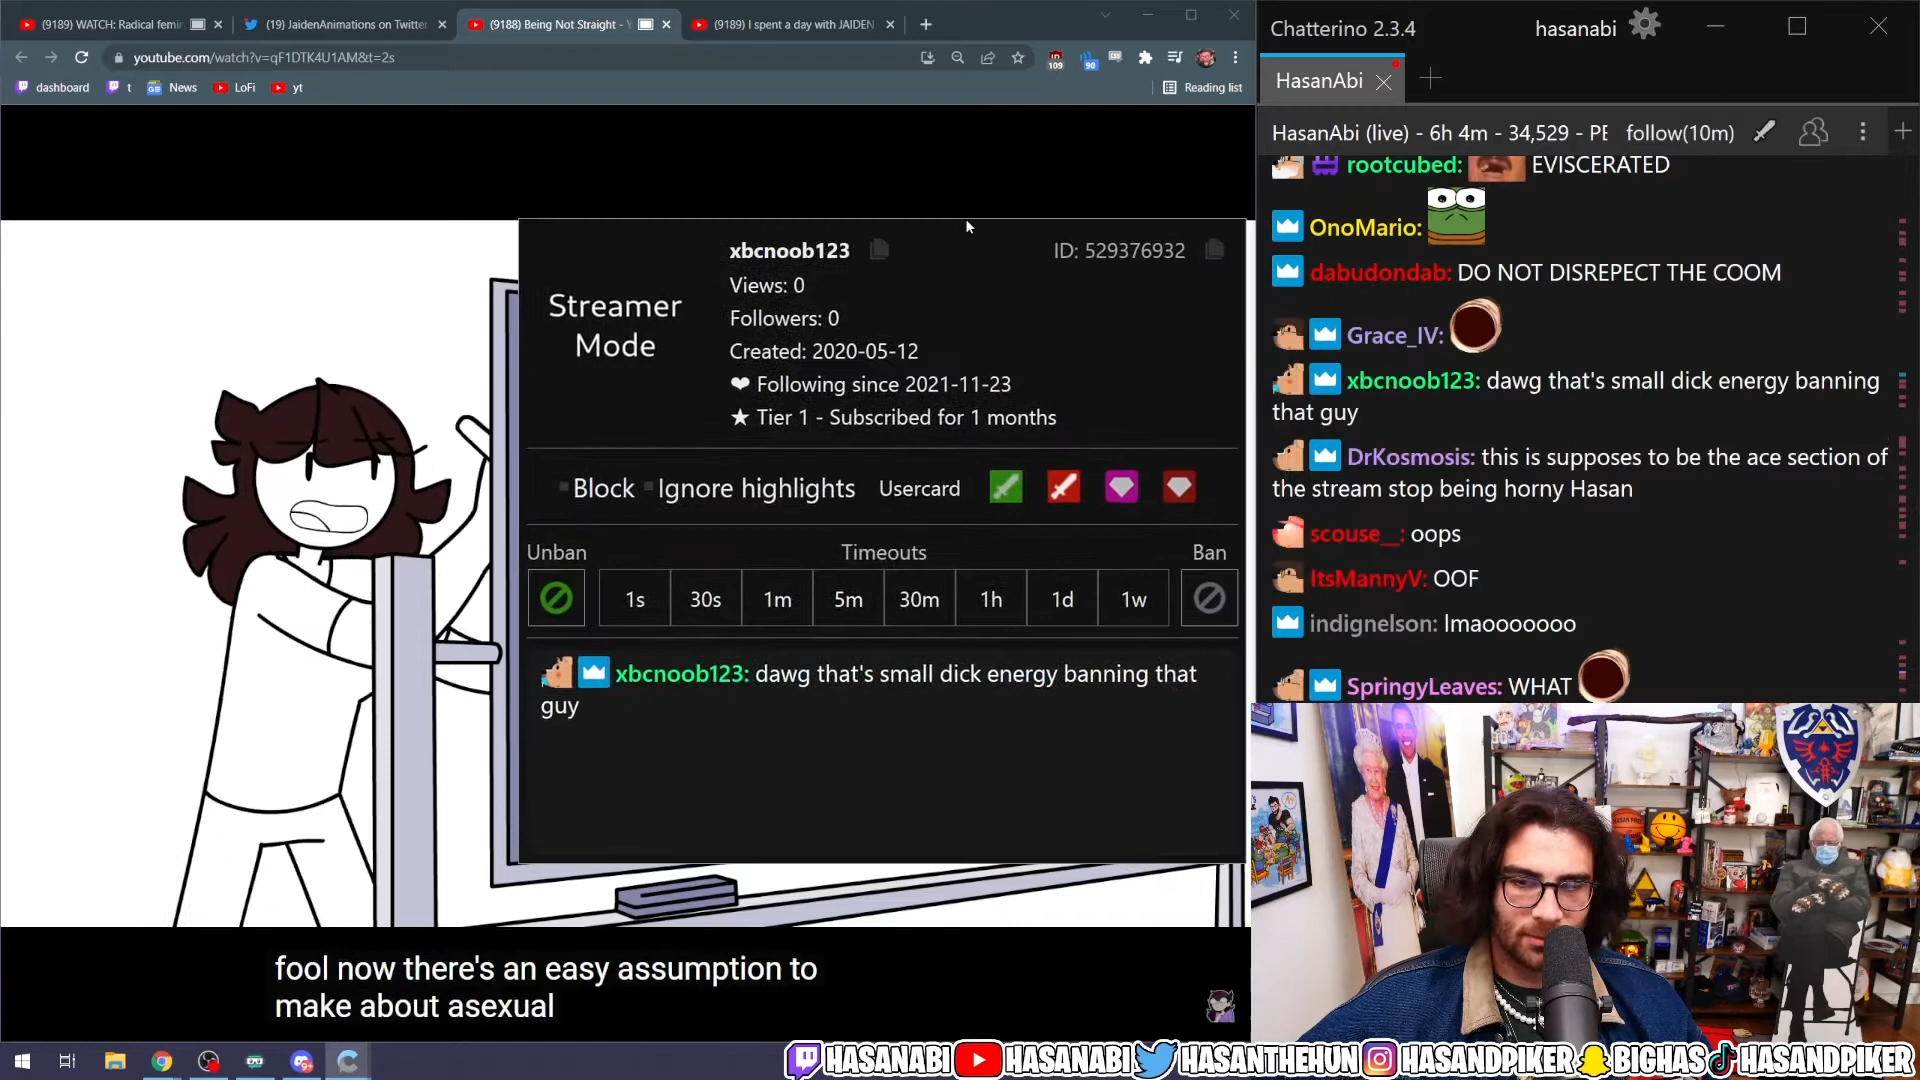 (9189) WATCH: Radical femin
(19) JaidenAnimations on Twitter
(9188) Being Not Straight - Y
(9189) I spent a day with JAIDEN
youtube.com/watch?v=qF1DTK4U1AM&t=2s
109
90
dashboard
t
News
LoFi
yt
Reading list
Chatterino 2.3.4
hasanabi
HasanAbi
HasanAbi (live) - 6h 4m - 34,529 - PE
follow(10m)
rootcubed: EVISCERATED
OnoMario:
dabudondab: DO NOT DISREPECT THE COOM
Grace_IV:
xbcnoob123: dawg that's small dick energy banning
that guy
DrKosmosis: this is supposes to be the ace section of
the stream stop being horny Hasan
scouse__: oops
ItsMannyV: OOF
indignelson: lmaooooooo
SpringyLeaves: WHAT
Streamer
Mode
xbcnoob123
ID: 529376932
Views: 0
Followers: 0
Created: 2020-05-12
❤ Following since 2021-11-23
★ Tier 1 - Subscribed for 1 months
Block
Ignore highlights
Usercard
Unban
Timeouts
Ban
1s
30s
1m
5m
30m
1h
1d
1w
xbcnoob123: dawg that's small dick energy banning that
guy
fool now there's an easy assumption to
make about asexual
HASANABI
HASANABI
HASANTHEHUN
HASANDPIKER
BIGHAS
HASANDPIKER